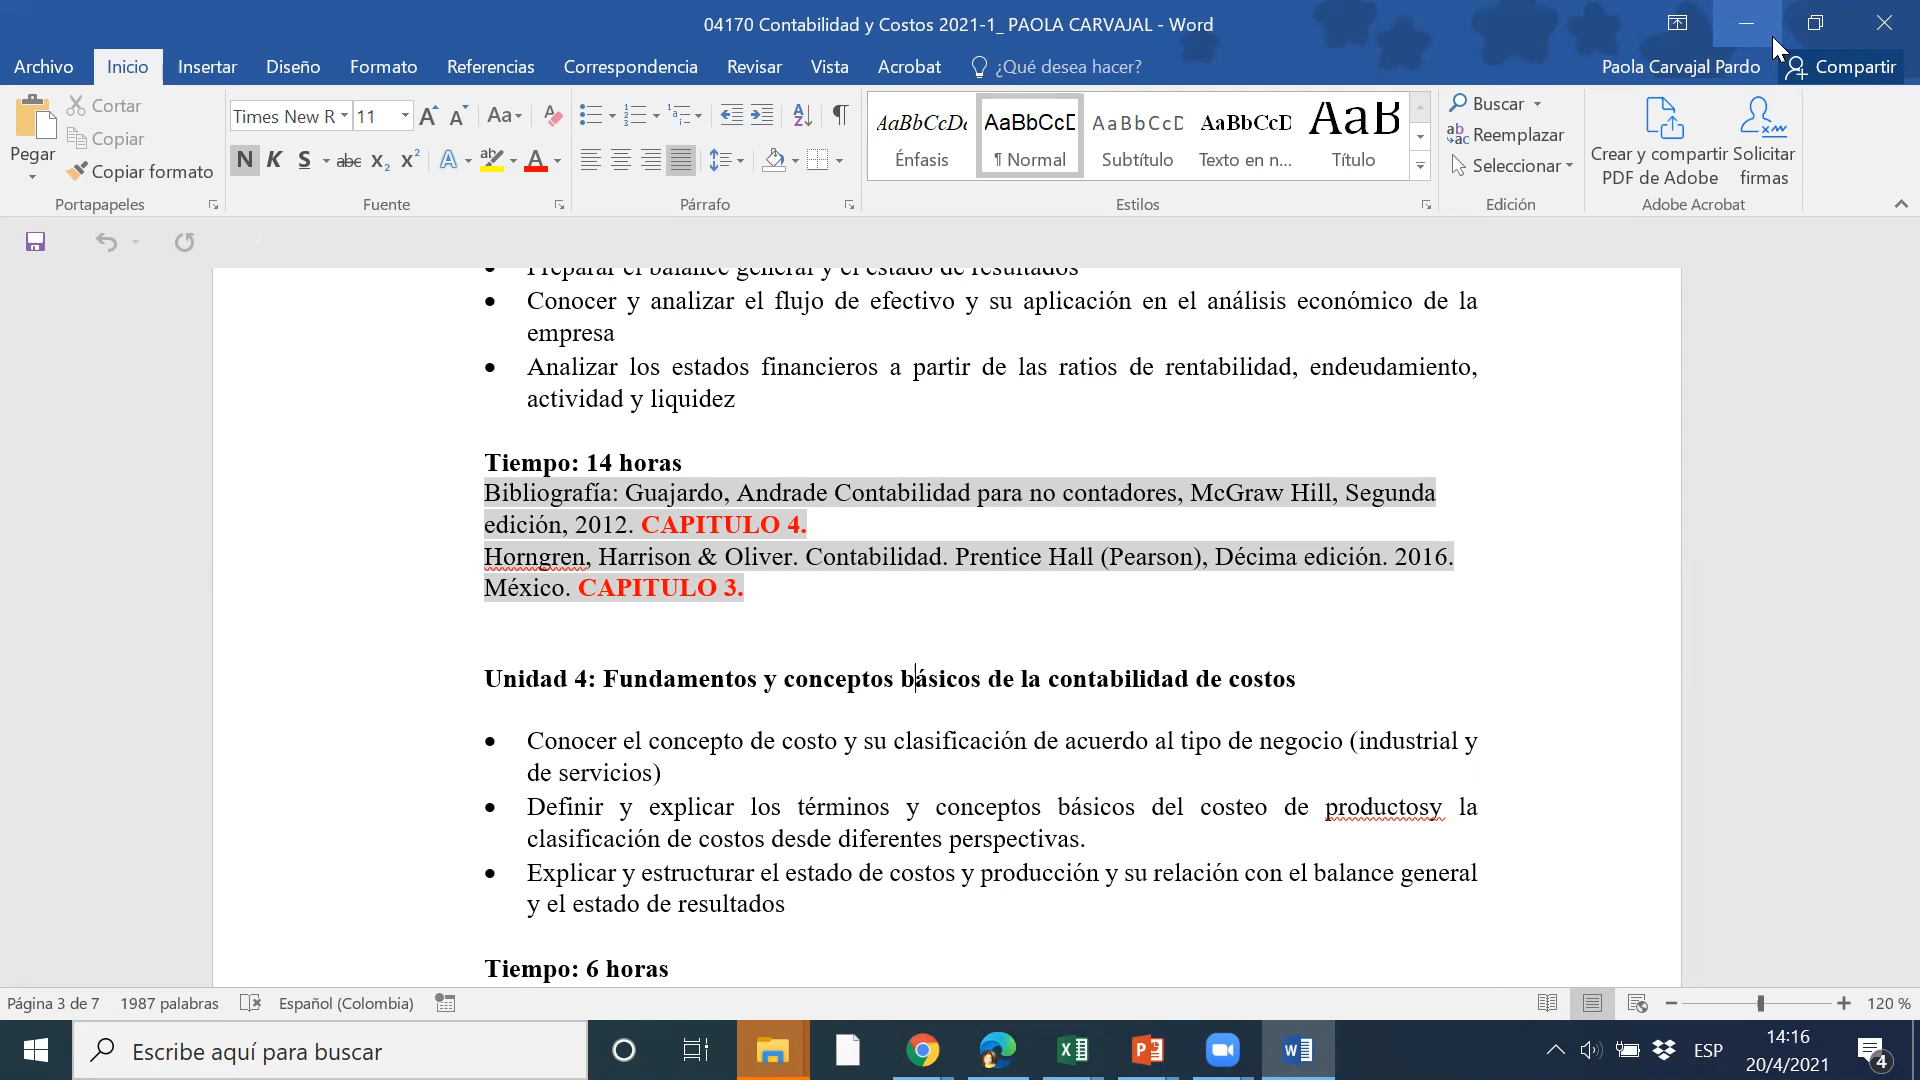 04170 Contabilidad y Costos 2021-1_ PAOLA CARVAJAL - Word
Archivo Inicio Insertar Diseño Formato Referencias Correspondencia Revisar Vista Acrobat ¿Qué desea hacer? Paola Carvajal Pardo Compartir
Pegar
Cortar
Copiar
Copiar formato
Portapapeles
Times New R 11
N K S abc
Fuente
Párrafo
AaBbCcDc Énfasis
AaBbCcD ¶ Normal
AaBbCcD Subtítulo
AaBbCcD Texto en n...
AaB Título
Estilos
Buscar
Reemplazar
Seleccionar
Edición
Crear y compartir PDF de Adobe
Solicitar firmas
Adobe Acrobat
• Preparar el balance general y el estado de resultados
• Conocer y analizar el flujo de efectivo y su aplicación en el análisis económico de la
empresa
• Analizar los estados financieros a partir de las ratios de rentabilidad, endeudamiento,
actividad y liquidez
Tiempo: 14 horas
Bibliografía: Guajardo, Andrade Contabilidad para no contadores, McGraw Hill, Segunda
edición, 2012. CAPITULO 4.
Horngren, Harrison & Oliver. Contabilidad. Prentice Hall (Pearson), Décima edición. 2016.
México. CAPITULO 3.
Unidad 4: Fundamentos y conceptos básicos de la contabilidad de costos
• Conocer el concepto de costo y su clasificación de acuerdo al tipo de negocio (industrial y
de servicios)
• Definir y explicar los términos y conceptos básicos del costeo de productosy la
clasificación de costos desde diferentes perspectivas.
• Explicar y estructurar el estado de costos y producción y su relación con el balance general
y el estado de resultados
Tiempo: 6 horas
Página 3 de 7 1987 palabras Español (Colombia) 120 %
Escribe aquí para buscar
ESP
14:16
20/4/2021
4